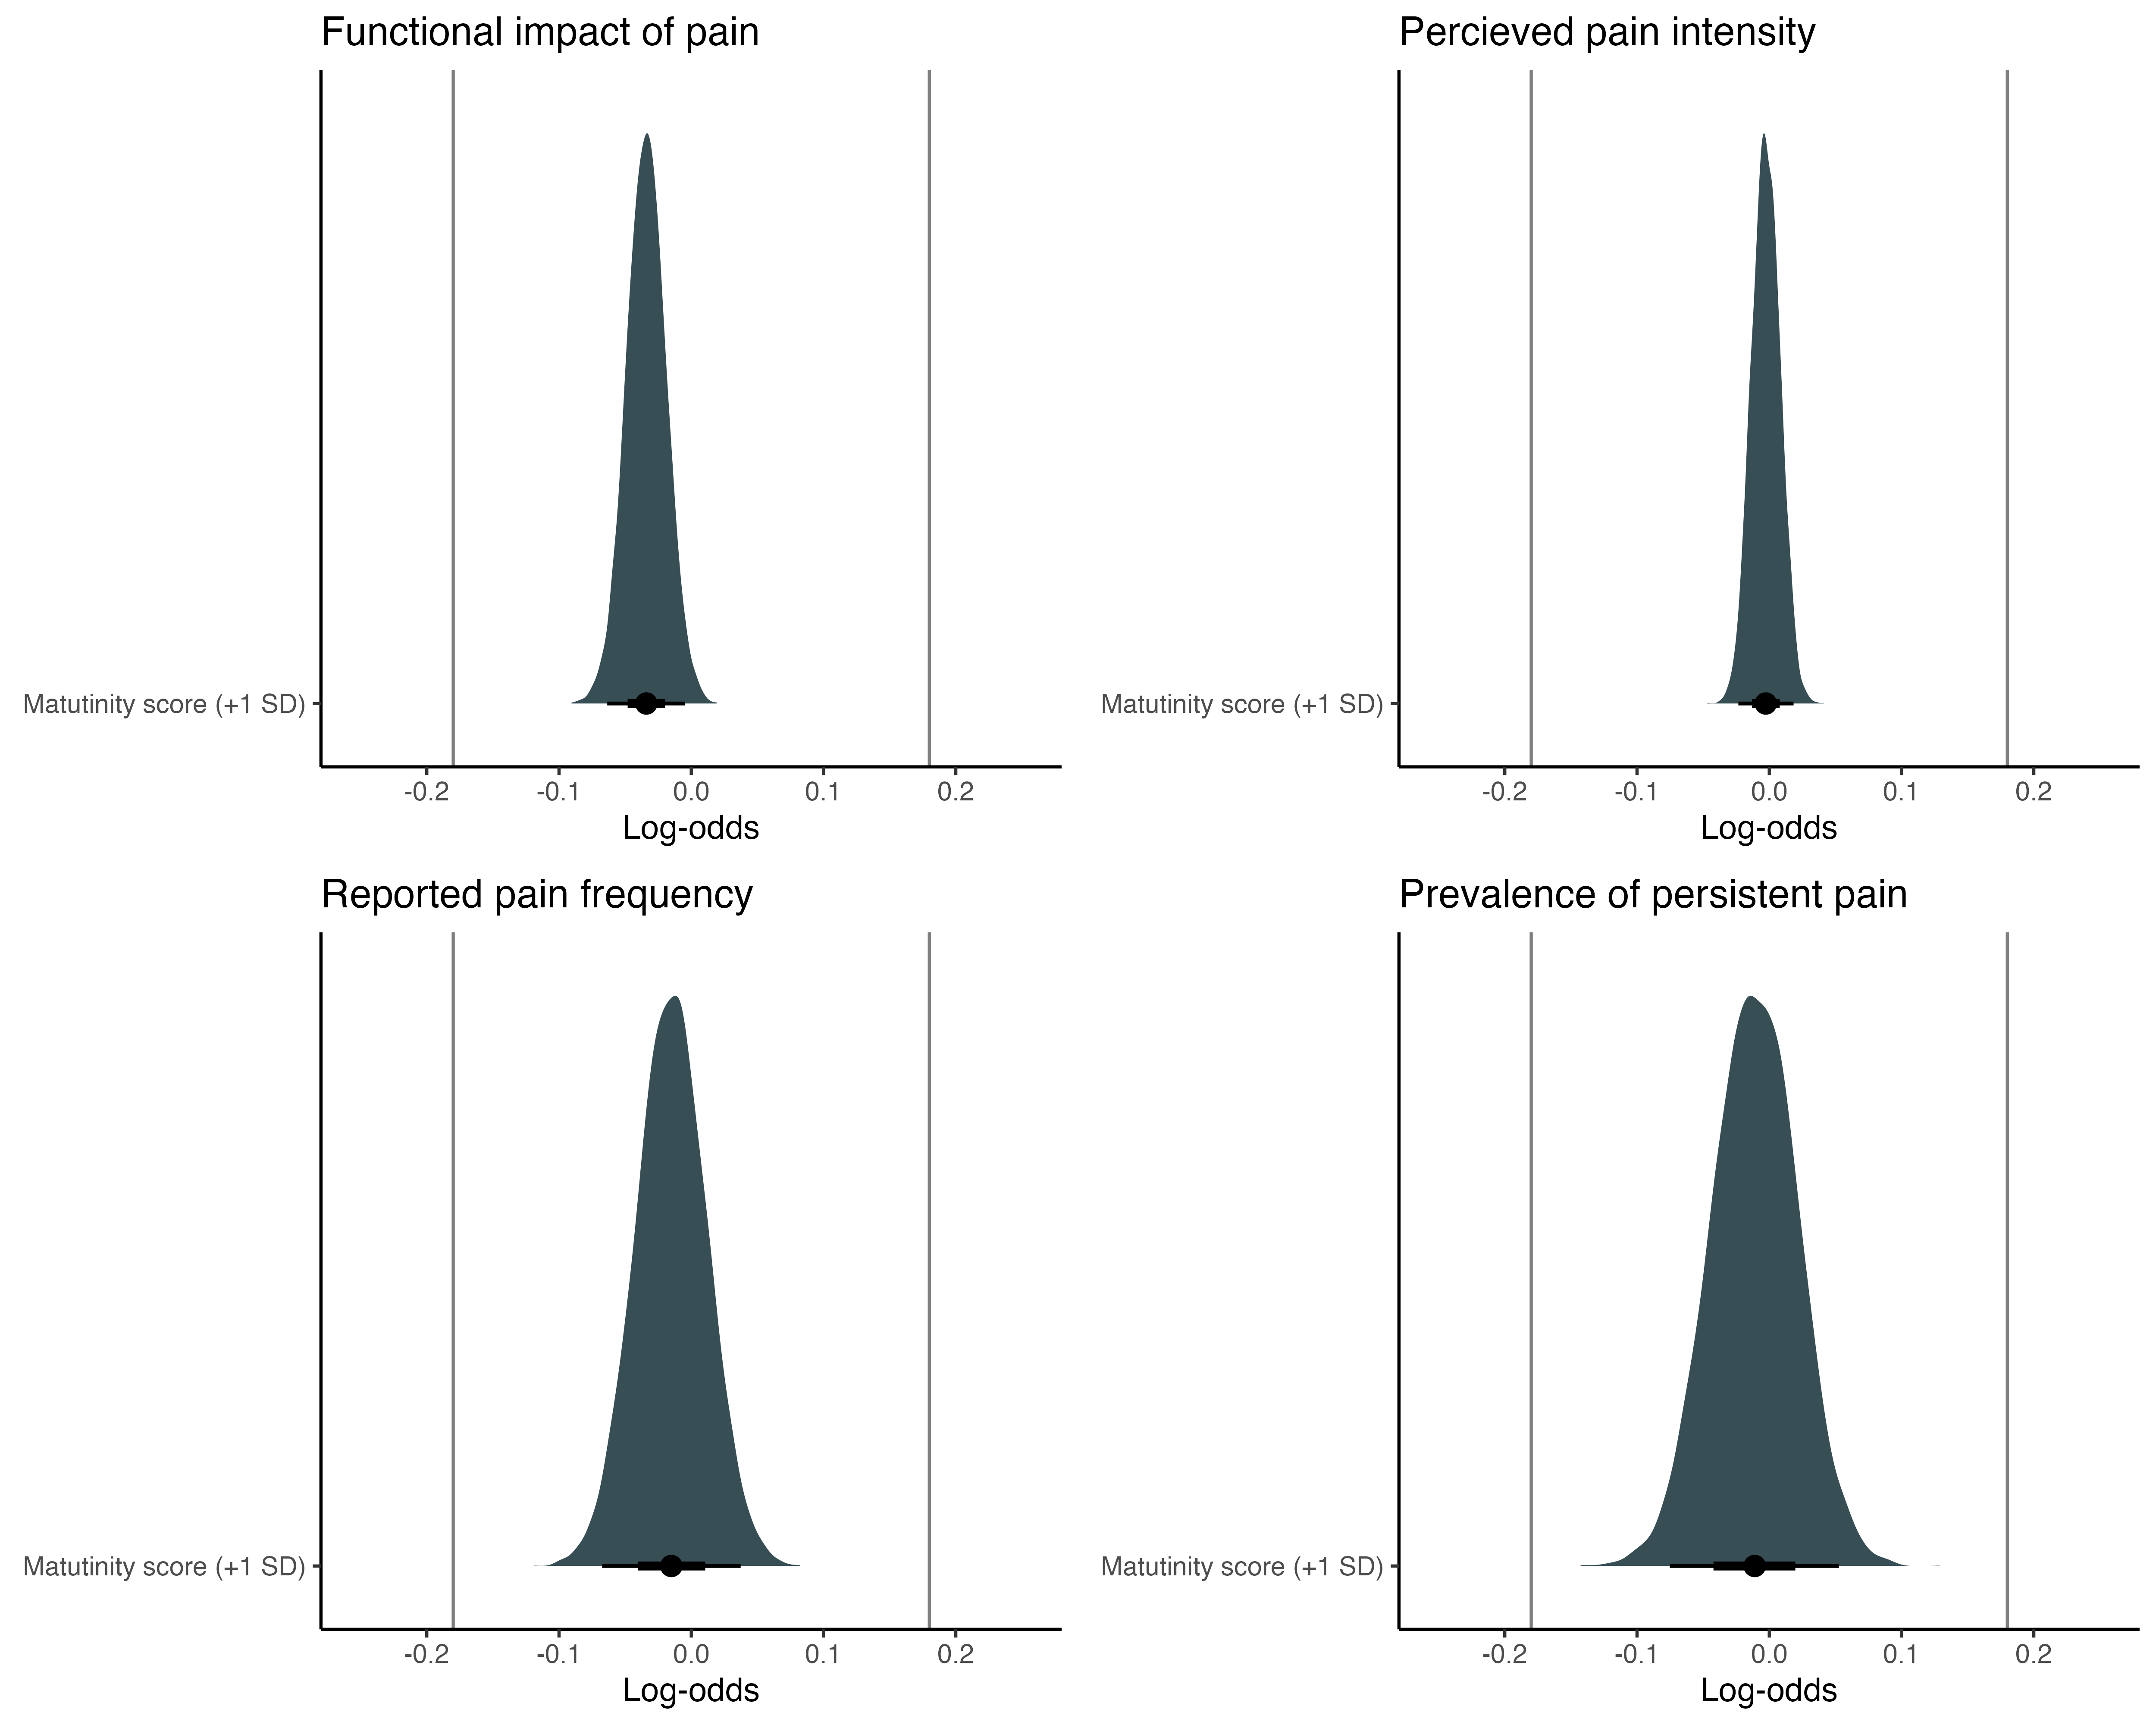 Functional impact of pain
Matutinity score (+1 SD)
-0.2 -0.1 0.0 0.1 0.2
Log-odds
Percieved pain intensity
Matutinity score (+1 SD)
-0.2 -0.1 0.0 0.1 0.2
Log-odds
Reported pain frequency
Matutinity score (+1 SD)
-0.2 -0.1 0.0 0.1 0.2
Log-odds
Prevalence of persistent pain
Matutinity score (+1 SD)
-0.2 -0.1 0.0 0.1 0.2
Log-odds